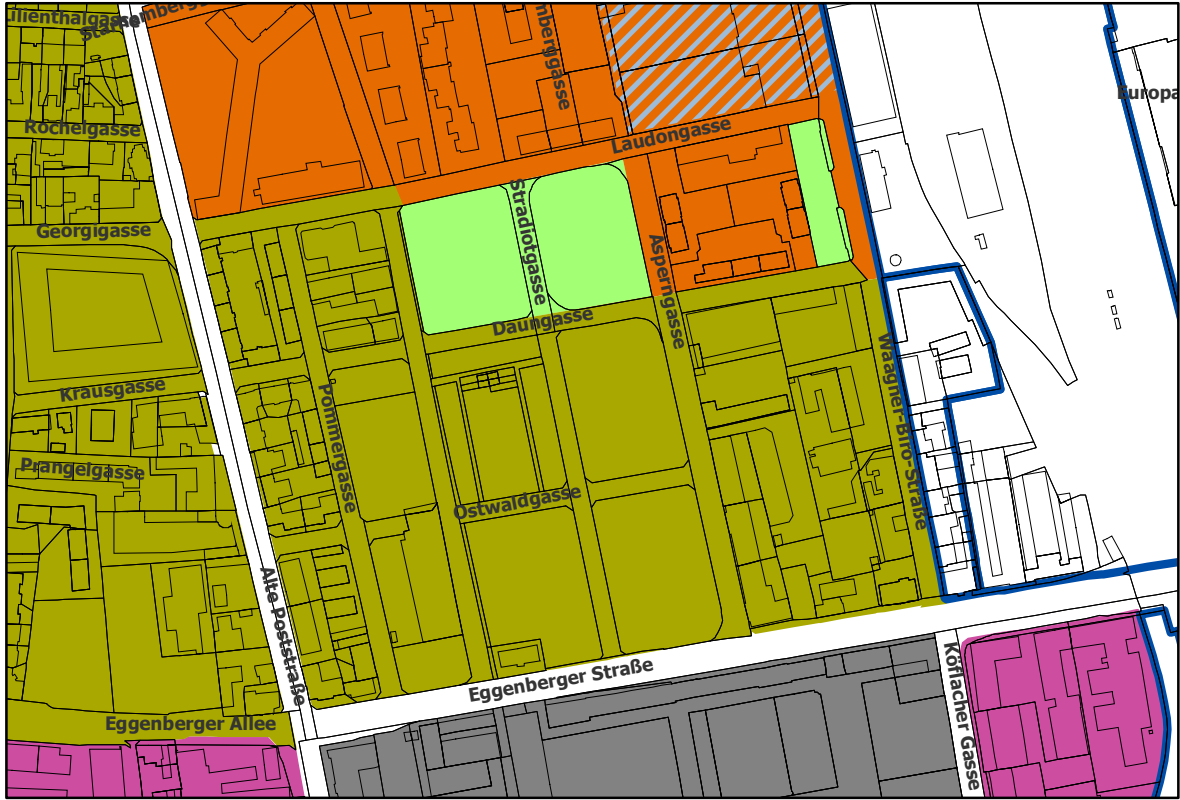 Lilienthalgasse
Europa
Rochelgasse
Laudongasse
Georgigasse
Stradiotgasse
Asperngasse
Daungasse
Waagner-Biro-Straße
Krausgasse
Pommergasse
Prangelgasse
Ostwaldgasse
Alte Poststraße
Eggenberger Straße
Köflacher Gasse
Eggenberger Allee